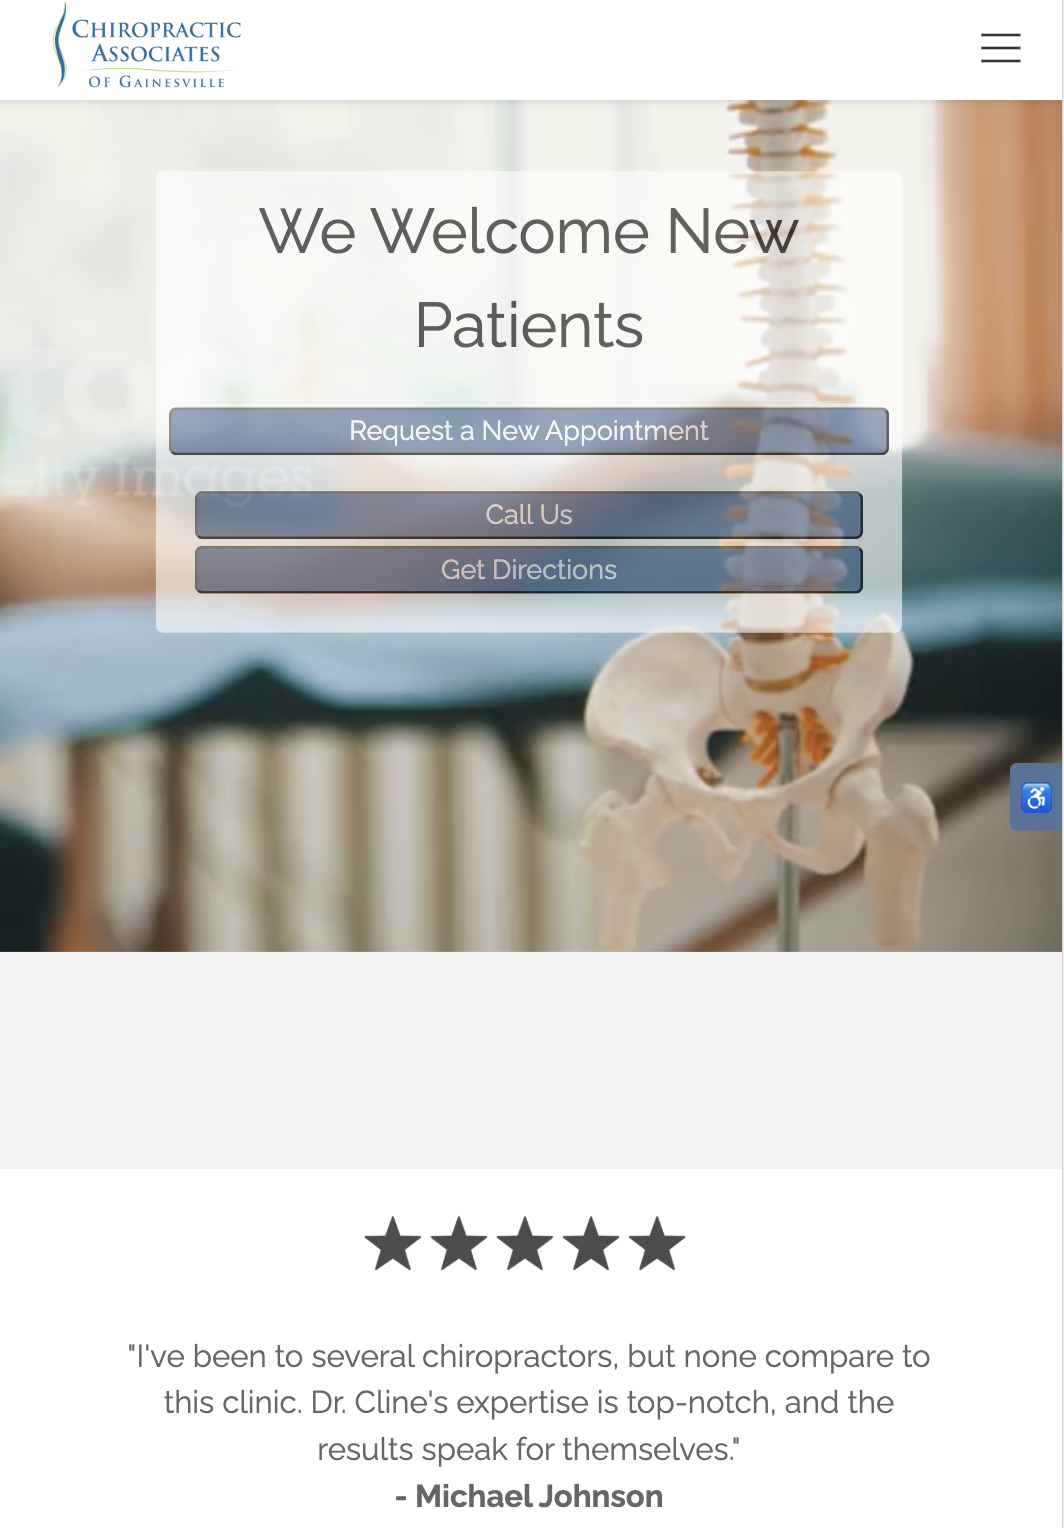 CHIROPRACTIC
ASSOCIATES
OF GAINESVILLE
We Welcome New
Patients
Request a New Appointment
Images
Call Us
Get Directions
"I've been to several chiropractors, but none compare to
this clinic. Dr. Cline's expertise is top-notch, and the
results speak for themselves."
- Michael Johnson